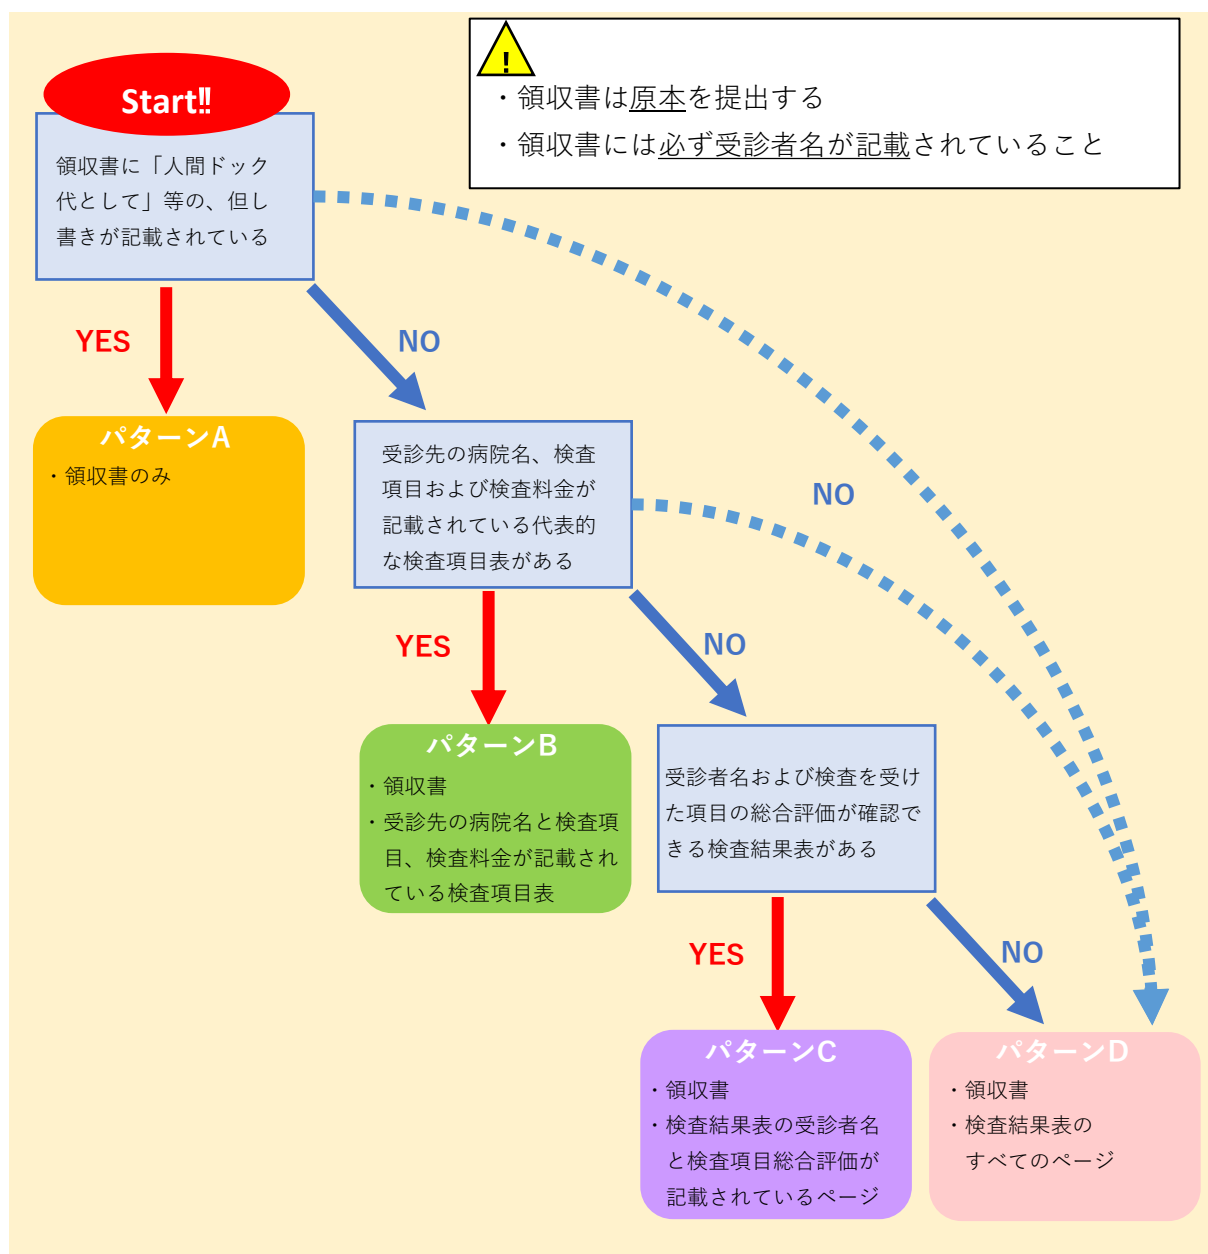 !
・領収書は原本を提出する
・領収書には必ず受診者名が記載されていること
Start!!
領収書に「人間ドック
代として」等の、但し
書きが記載されている
YES
NO
パターンA
・領収書のみ
受診先の病院名、検査
項目および検査料金が
記載されている代表的
な検査項目表がある
NO
YES
NO
パターンB
・領収書
・受診先の病院名と検査項
目、検査料金が記載され
ている検査項目表
受診者名および検査を受け
た項目の総合評価が確認で
きる検査結果表がある
YES
NO
パターンC
・領収書
・検査結果表の受診者名
と検査項目総合評価が
記載されているページ
パターンD
・領収書
・検査結果表の
すべてのページ